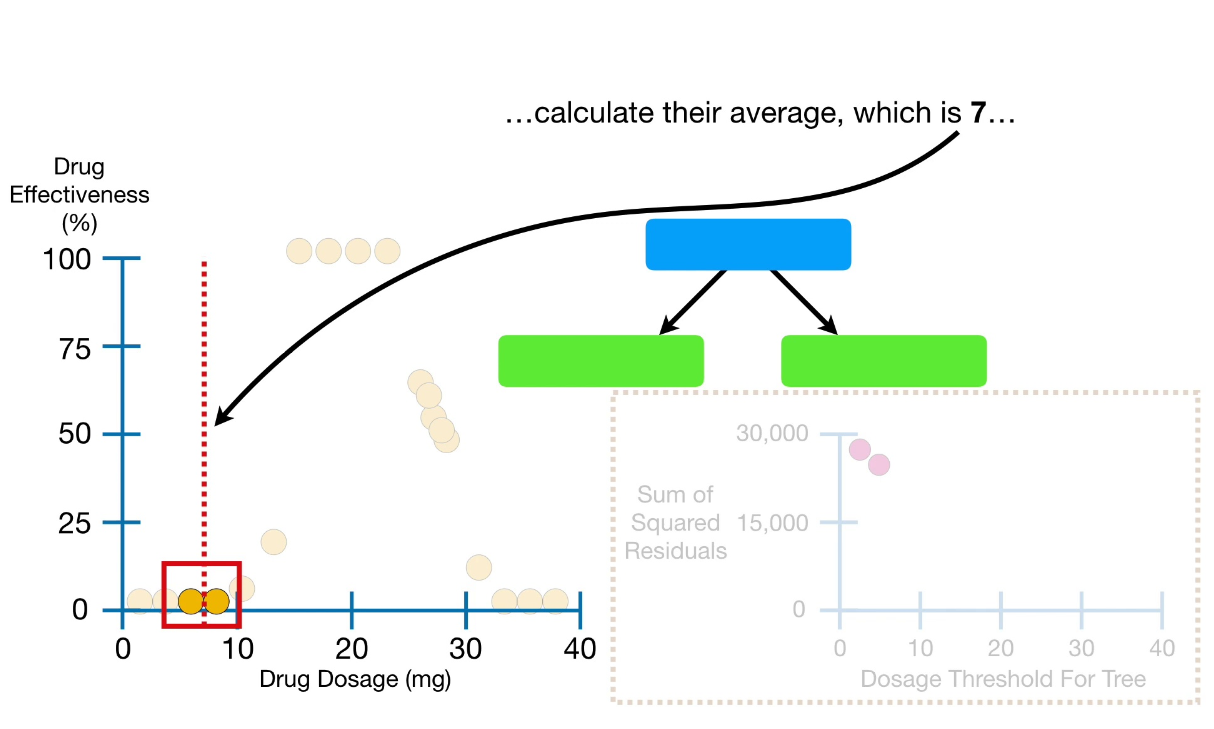 …calculate their average, which is 7…
Drug
Effectiveness
(%)
100
75
50
25
0
0 10 20 30 40
Drug Dosage (mg)
30,000
15,000
0
Sum of
Squared
Residuals
0 10 20 30 40
Dosage Threshold For Tree